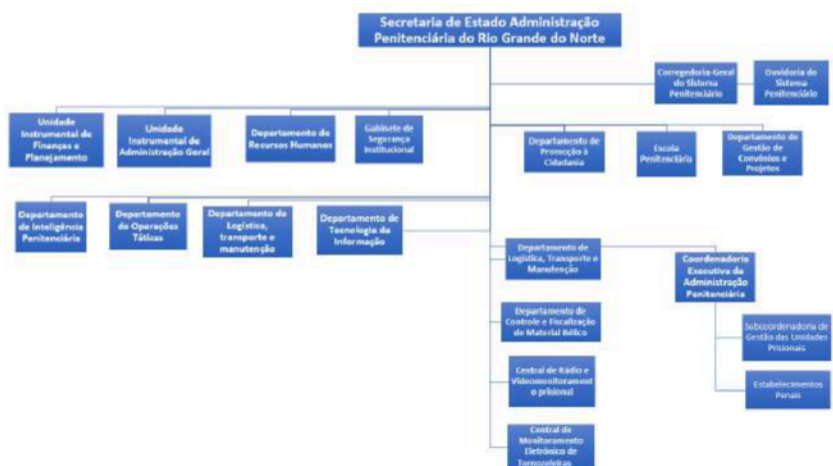 Secretaria de Estado Administração
Penitenciária do Rio Grande do Norte
Corregedoria Geral
do Sistema
Penitenciário
Ouvidoria do
Sistema
Penitenciário
Unidade
Instrumental de
Finanças e
Planejamento
Unidade
Instrumental de
Administração Geral
Departamento de
Recursos Humanos
Gabinete de
Segurança
Institucional
Departamento de
Promoção à
Cidadania
Escola
Penitenciária
Departamento de
Gestão de
Convênios e
Projetos
Departamento
de Inteligência
Penitenciária
Departamento
de Operações
Táticas
Departamento de
Logística,
transporte e
manutenção
Departamento de
Tecnologia da
Informação
Departamento de
Logística, Transporte e
Manutenção
Coordenadoria
Executiva da
Administração
Penitenciária
Departamento de
Controle e Fiscalização
de Material Bélico
Subcoordenadoria de
Gestão das Unidades
Prisionais
Central de Rádio e
Videomonitorament
o prisional
Estabelecimentos
Penais
Central de
Monitoramento
Eletrônico de
Tornozeleiras